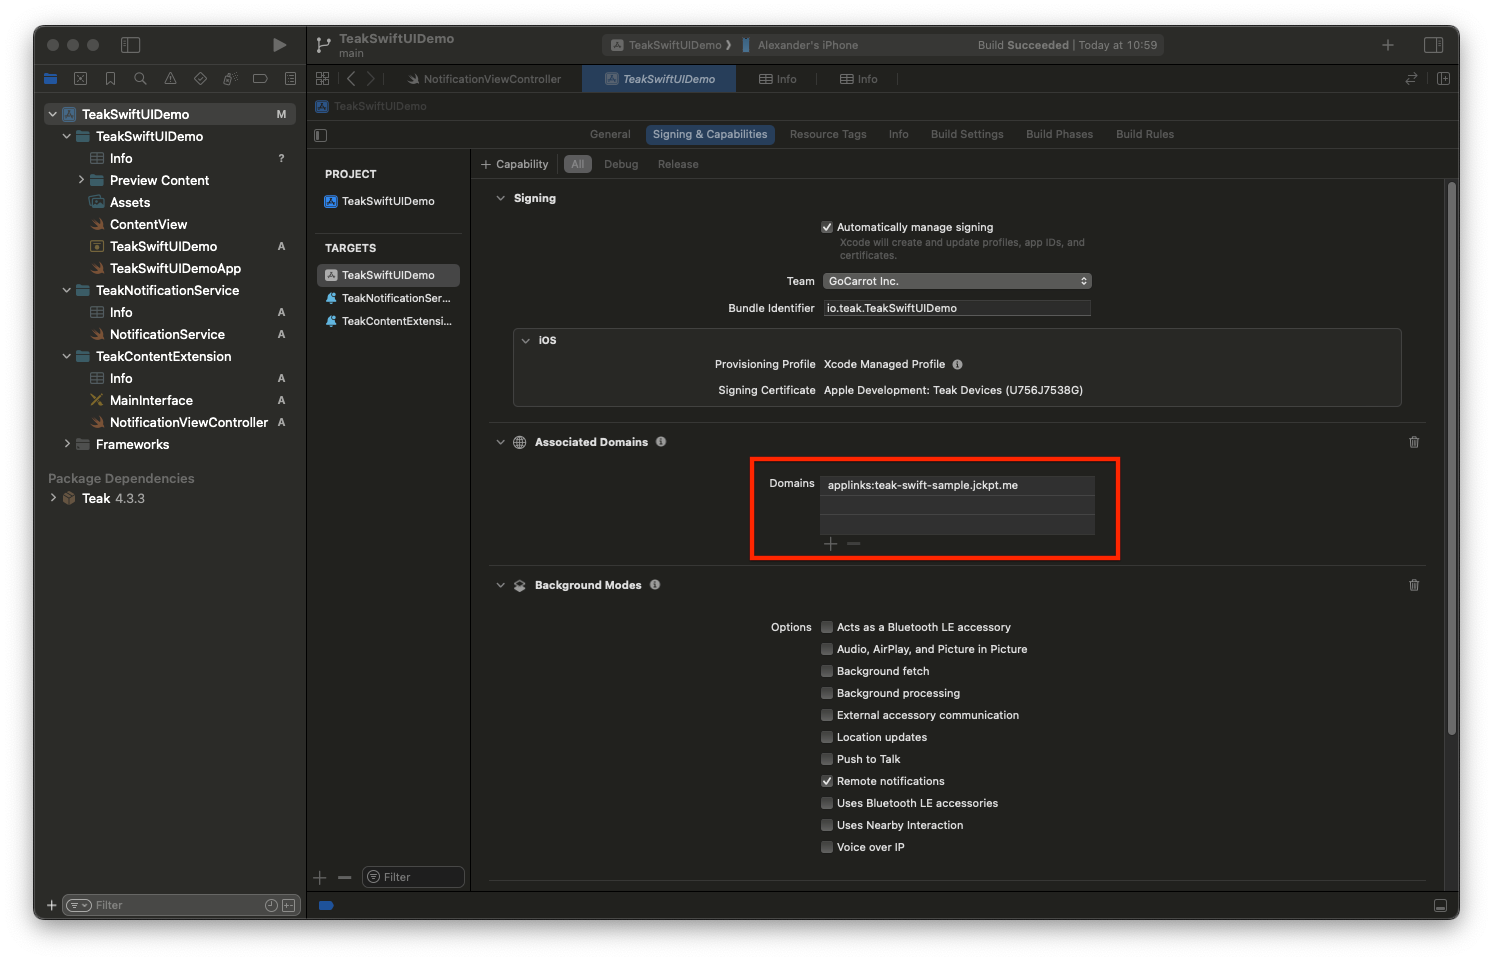 TeakSwiftUIDemo
main
TeakSwiftUIDemo ❯ Alexander's iPhone
Build Succeeded | Today at 10:59
NotificationViewController
TeakSwiftUIDemo
Info
Info
TeakSwiftUIDemo
General
Signing & Capabilities
Resource Tags
Info
Build Settings
Build Phases
Build Rules
TeakSwiftUIDemo M
TeakSwiftUIDemo
Info ?
Preview Content
Assets
ContentView
TeakSwiftUIDemo A
TeakSwiftUIDemoApp
TeakNotificationService
Info A
NotificationService A
TeakContentExtension
Info A
MainInterface A
NotificationViewController A
Frameworks
Package Dependencies
Teak 4.3.3
Filter
PROJECT
TeakSwiftUIDemo
TARGETS
TeakSwiftUIDemo
TeakNotificationSer...
TeakContentExtensi...
Filter
+ Capability
All
Debug
Release
Signing
Automatically manage signing
Xcode will create and update profiles, app IDs, and
certificates.
Team GoCarrot Inc.
Bundle Identifier io.teak.TeakSwiftUIDemo
iOS
Provisioning Profile Xcode Managed Profile
Signing Certificate Apple Development: Teak Devices (U756J7538G)
Associated Domains
Domains applinks:teak-swift-sample.jckpt.me
Background Modes
Options Acts as a Bluetooth LE accessory
Audio, AirPlay, and Picture in Picture
Background fetch
Background processing
External accessory communication
Location updates
Push to Talk
Remote notifications
Uses Bluetooth LE accessories
Uses Nearby Interaction
Voice over IP